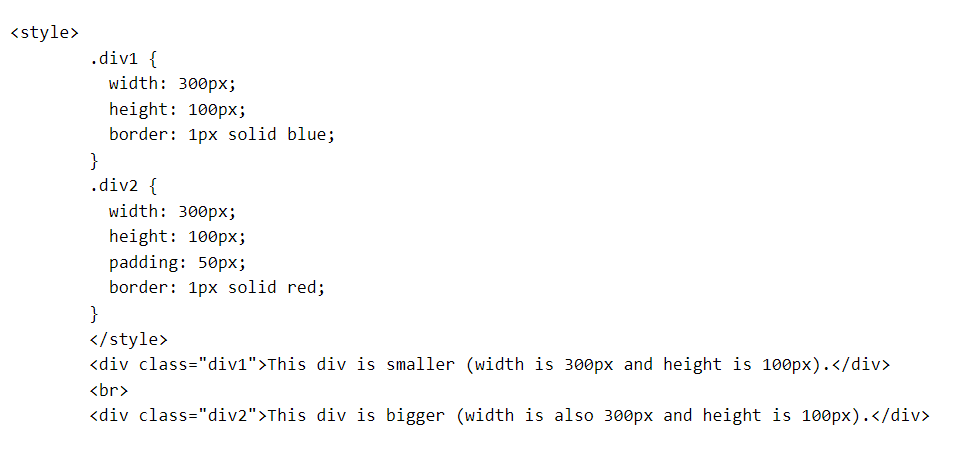 <style>
.div1 {
width: 300px;
height: 100px;
border: 1px solid blue;
}
.div2 {
width: 300px;
height: 100px;
padding: 50px;
border: 1px solid red;
}
</style>
<div class="div1">This div is smaller (width is 300px and height is 100px).</div>
<br>
<div class="div2">This div is bigger (width is also 300px and height is 100px).</div>